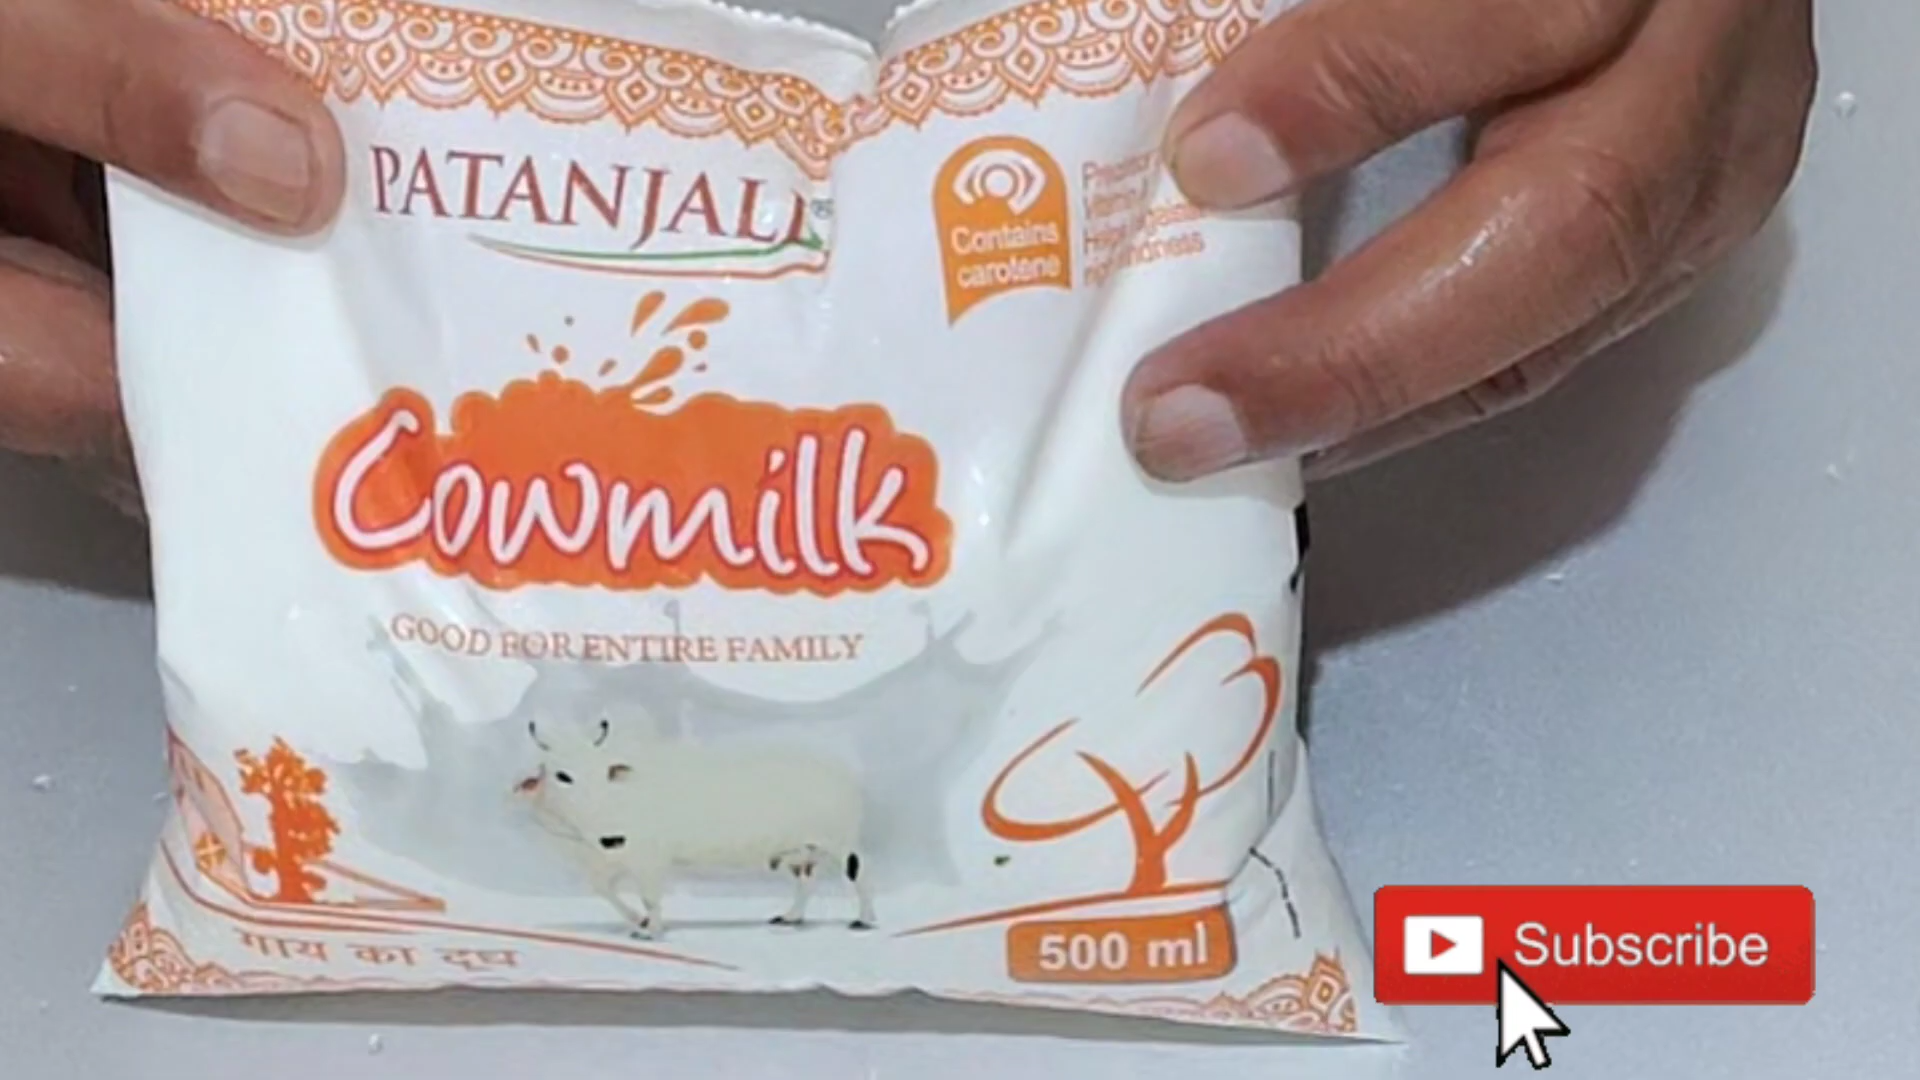 PATANJALI
Contains
carotene
Cowmilk
GOOD FOR ENTIRE FAMILY
गाय का दूध
500 ml
Subscribe